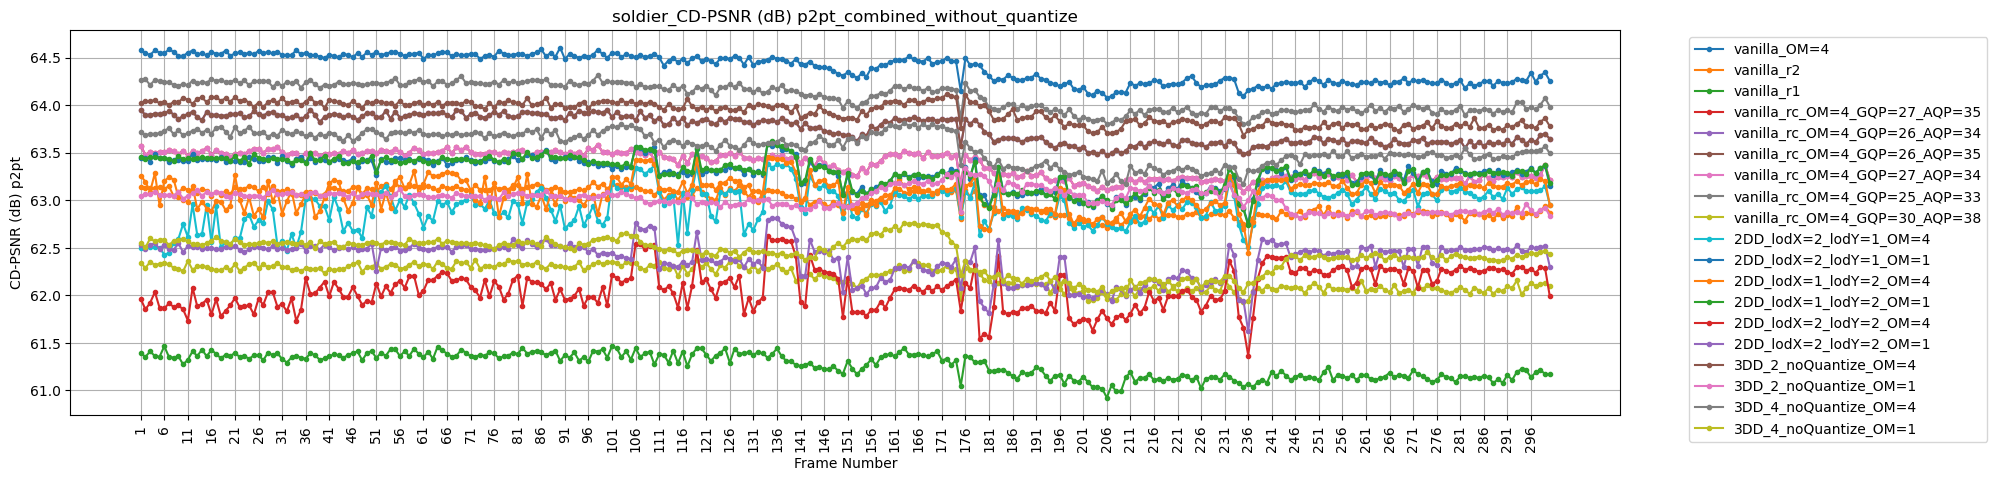 soldier_CD-PSNR (dB) p2pt_combined_without_quantize
CD-PSNR (dB) p2pt
64.5
64.0
63.5
63.0
62.5
62.0
61.5
61.0
1 6 11 16 21 26 31 36 41 46 51 56 61 66 71 76 81 86 91 96 101 106 111 116 121 126 131 136 141 146 151 156 161 166 171 176 181 186 191 196 201 206 211 216 221 226 231 236 241 246 251 256 261 266 271 276 281 286 291 296
Frame Number
vanilla_OM=4
vanilla_r2
vanilla_r1
vanilla_rc_OM=4_GQP=27_AQP=35
vanilla_rc_OM=4_GQP=26_AQP=34
vanilla_rc_OM=4_GQP=26_AQP=35
vanilla_rc_OM=4_GQP=27_AQP=34
vanilla_rc_OM=4_GQP=25_AQP=33
vanilla_rc_OM=4_GQP=30_AQP=38
2DD_lodX=2_lodY=1_OM=4
2DD_lodX=2_lodY=1_OM=1
2DD_lodX=1_lodY=2_OM=4
2DD_lodX=1_lodY=2_OM=1
2DD_lodX=2_lodY=2_OM=4
2DD_lodX=2_lodY=2_OM=1
3DD_2_noQuantize_OM=4
3DD_2_noQuantize_OM=1
3DD_4_noQuantize_OM=4
3DD_4_noQuantize_OM=1